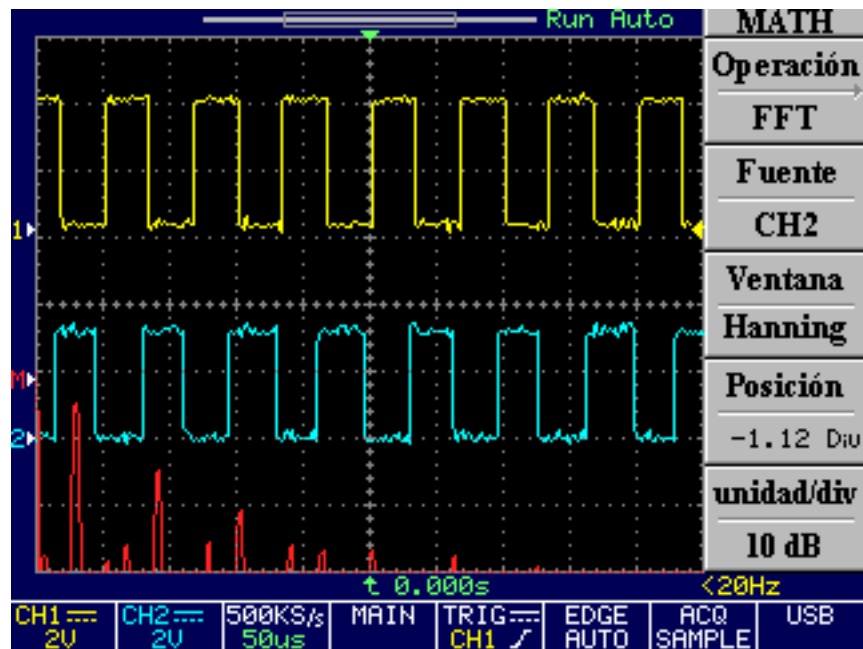 Run Auto
MATH
Operación
FFT
Fuente
CH2
Ventana
Hanning
Posición
-1.12 Div
unidad/div
10 dB
1
M
2
0.000s
<20Hz
CH1 2V
CH2 2V
500KS/s 50us
MAIN
TRIG CH1
EDGE AUTO
ACQ SAMPLE
USB